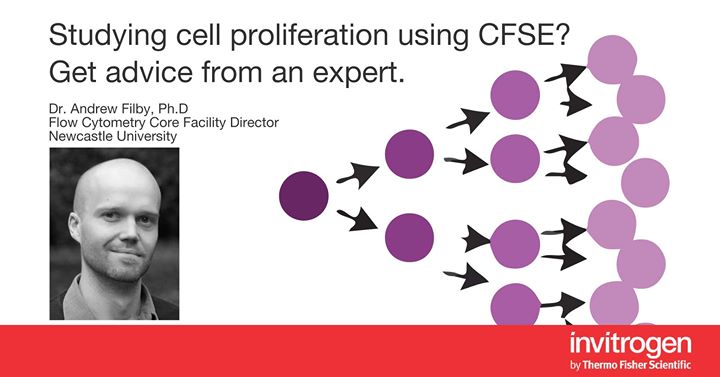 Studying cell proliferation using CFSE?
Get advice from an expert.
Dr. Andrew Filby, Ph.D
Flow Cytometry Core Facility Director
Newcastle University
invitrogen
by Thermo Fisher Scientific